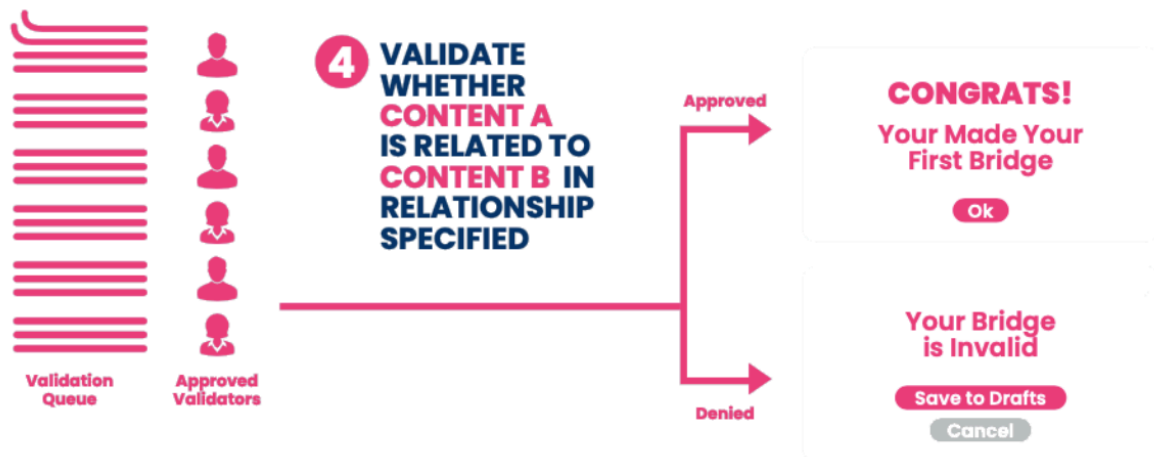 4
VALIDATE
WHETHER
CONTENT A
IS RELATED TO
CONTENT B IN
RELATIONSHIP
SPECIFIED
Validation
Queue
Approved
Validators
Approved
Denied
CONGRATS!
Your Made Your
First Bridge
Ok
Your Bridge
is Invalid
Save to Drafts
Cancel